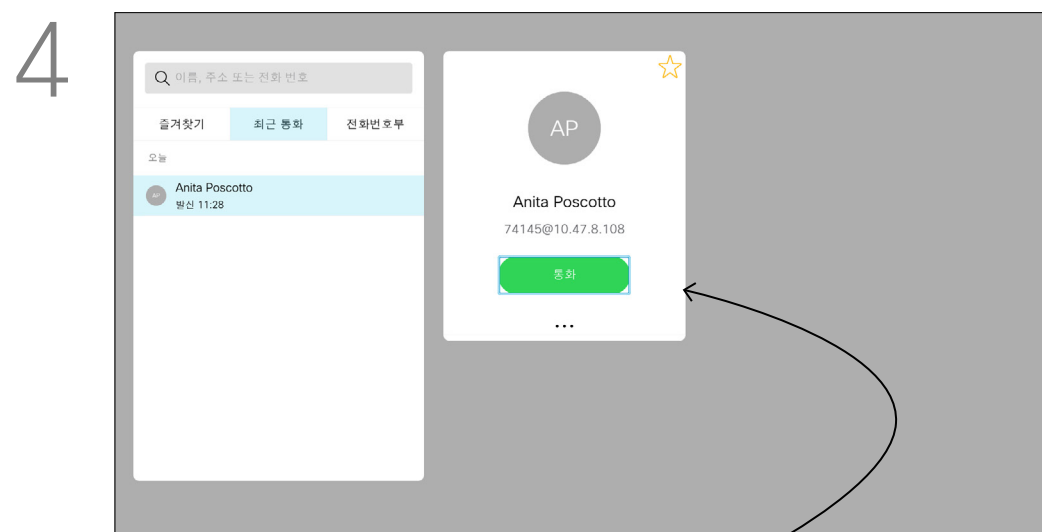 4
이름, 주소 또는 전화 번호
즐겨찾기 최근 통화 전화번호부
오늘
AP Anita Poscotto
발신 11:28
AP
Anita Poscotto
74145@10.47.8.108
통화
...